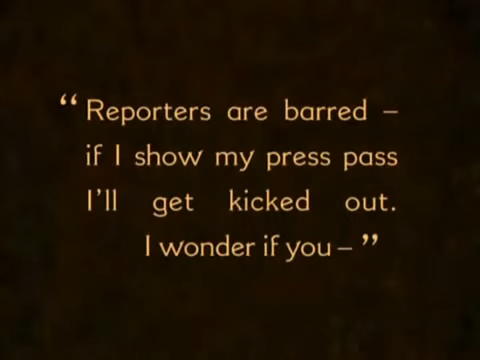 “Reporters are barred –
if I show my press pass
I’ll get kicked out.
I wonder if you – ”